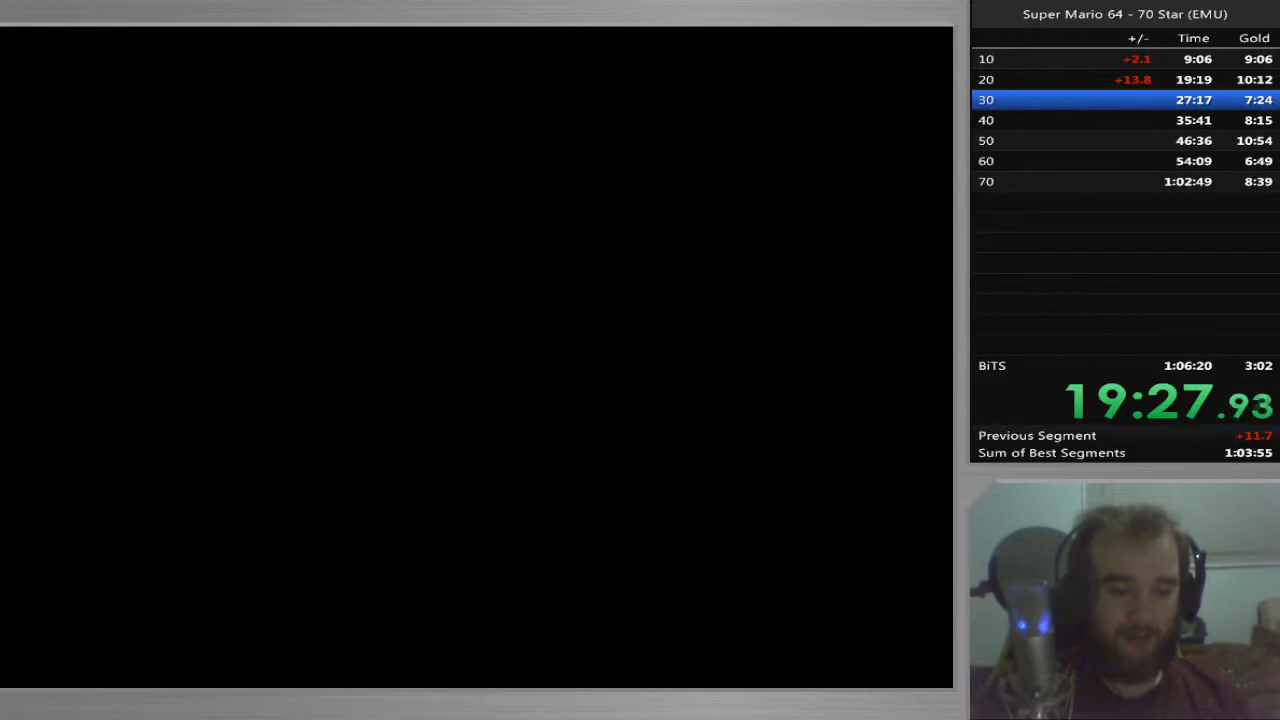 Super Mario 64 - 70 Star (EMU)
+/- Time Gold
10 +2.1 9:06 9:06
20 +13.8 19:19 10:12
30 27:17 7:24
40 35:41 8:15
50 46:36 10:54
60 54:09 6:49
70 1:02:49 8:39
BiTS 1:06:20 3:02
19:27.93
Previous Segment +11.7
Sum of Best Segments 1:03:55